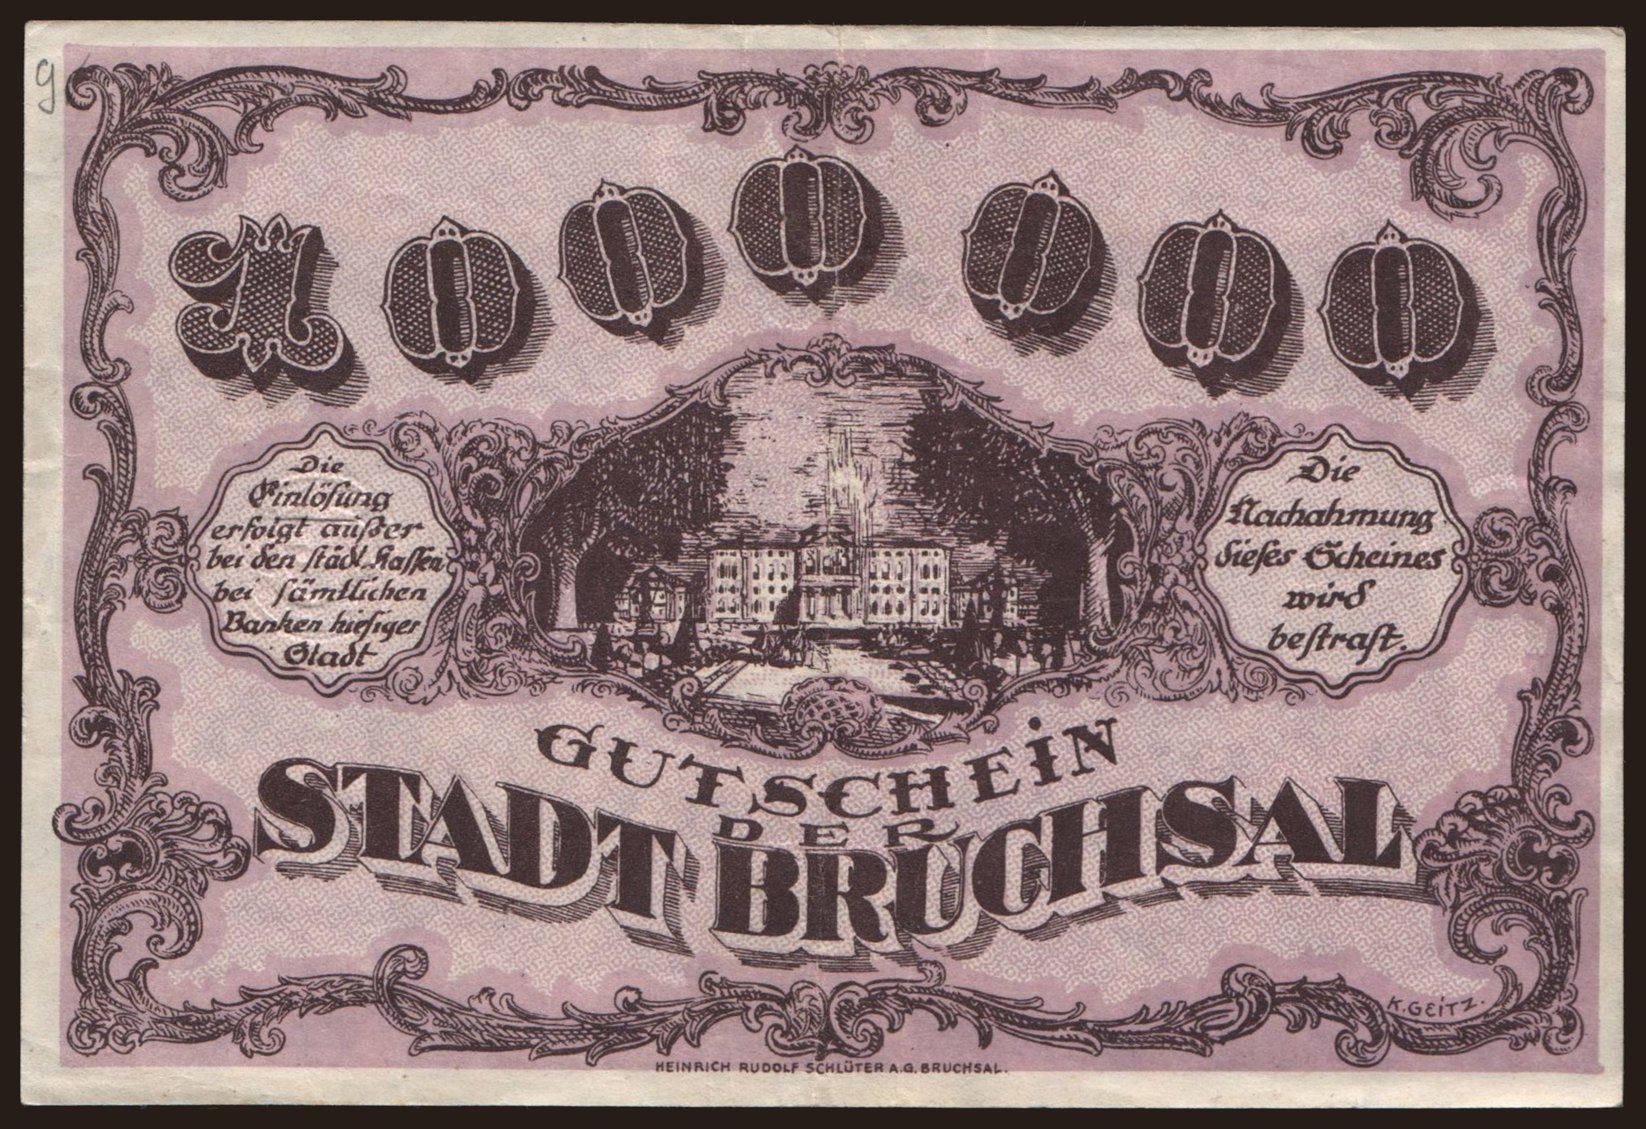 g
1000000
Die
Einlösung
erfolgt außer
bei den städt. Kassen
bei sämtlichen
Banken hiesiger
Stadt
Die
Nachahmung
dieses Scheines
wird
bestraft.
GUTSCHEIN
DER
STADT BRUCHSAL
K. GEITZ.
HEINRICH RUDOLF SCHLÜTER A.G. BRUCHSAL.